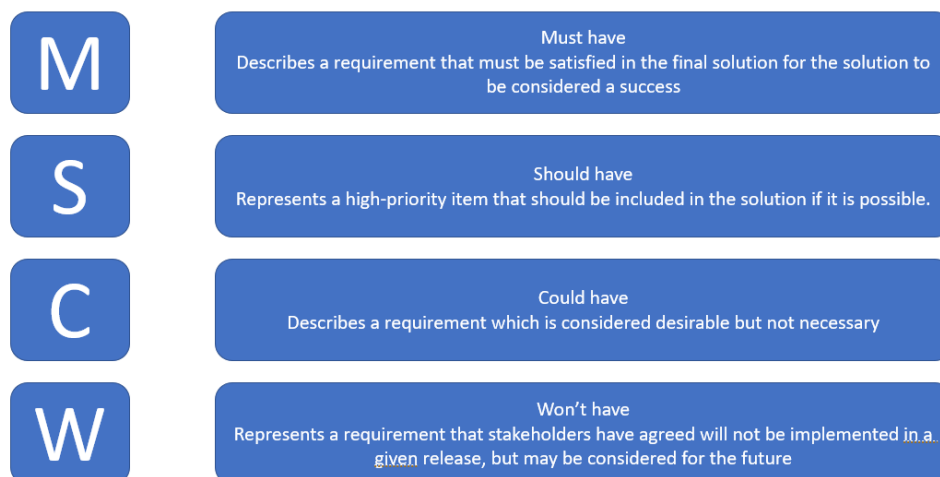 M
Must have
Describes a requirement that must be satisfied in the final solution for the solution to
be considered a success
S
Should have
Represents a high-priority item that should be included in the solution if it is possible.
C
Could have
Describes a requirement which is considered desirable but not necessary
W
Won’t have
Represents a requirement that stakeholders have agreed will not be implemented in a
given release, but may be considered for the future